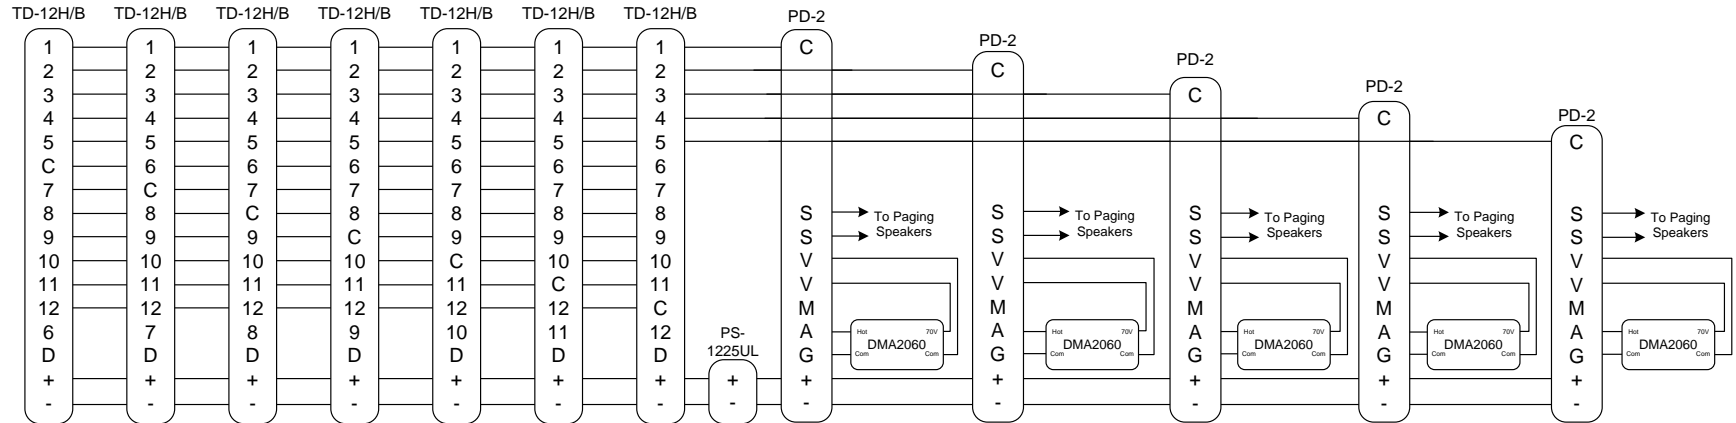 TD-12H/B TD-12H/B TD-12H/B TD-12H/B TD-12H/B TD-12H/B TD-12H/B PD-2
PD-2
PD-2
PD-2
PD-2
1 1 1 1 1 1 1 C
2 2 2 2 2 2 2 C
3 3 3 3 3 3 3 C
4 4 4 4 4 4 4 C
5 5 5 5 5 5 5 C
C 6 6 6 6 6 6
7 C 7 7 7 7 7
8 8 C 8 8 8 8 S S S S S
To Paging To Paging To Paging To Paging To Paging
9 9 9 C 9 9 9 S S S S S
Speakers Speakers Speakers Speakers Speakers
10 10 10 10 C 10 10 V V V V V
11 11 11 11 11 C 11 V V V V V
12 12 12 12 12 12 C M M M M M
6 7 8 9 10 11 12 A A A A A
Hot 70V Hot 70V Hot 70V Hot 70V Hot 70V
DMA2060 DMA2060 DMA2060 DMA2060 DMA2060
Com Com Com Com Com Com Com Com Com Com
D D D D D D D G G G G G
PS-
1225UL
+ + + + + + + + + + + + +
- - - - - - - - - - - - -